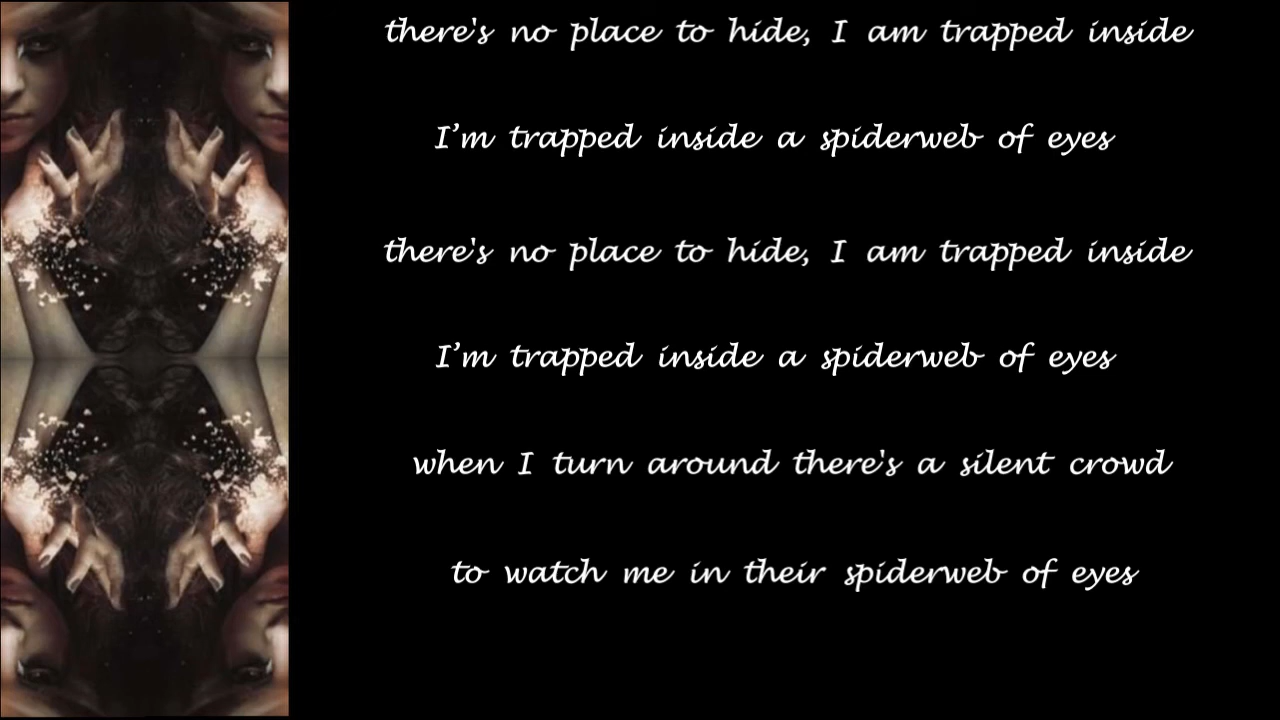 there's no place to hide, I am trapped inside
I’m trapped inside a spiderweb of eyes
there's no place to hide, I am trapped inside
I’m trapped inside a spiderweb of eyes
when I turn around there's a silent crowd
to watch me in their spiderweb of eyes